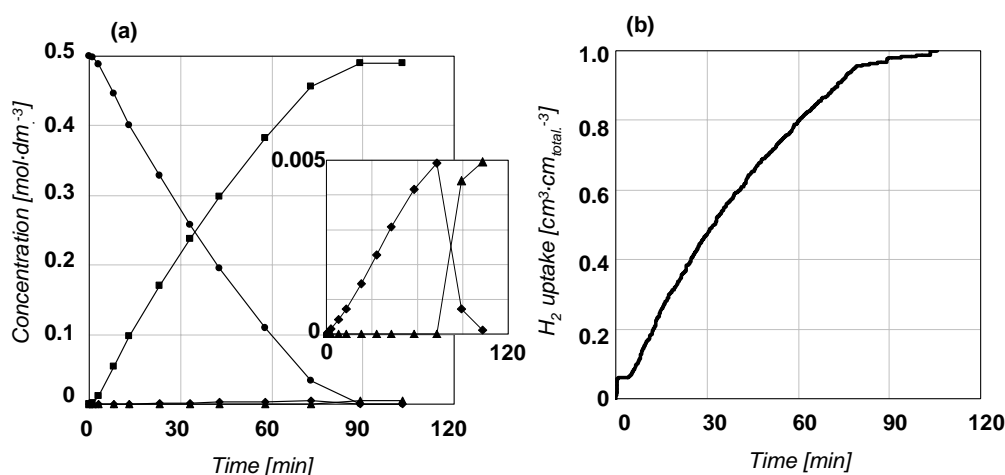 (a)
0.5
0.4
0.3
0.2
0.1
0
Concentration [mol·dm.⁻³]
0 30 60 90 120
Time [min]
0.005
0
0 120
(b)
1.0
0.8
0.6
0.4
0.2
0
H₂ uptake [cm³·cm_total.⁻³]
0 30 60 90 120
Time [min]